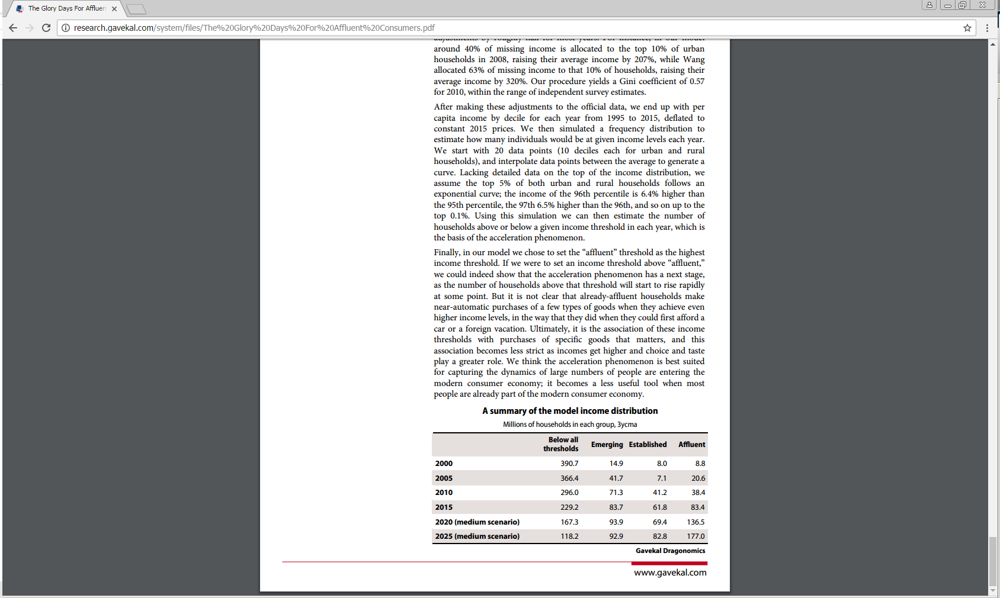 The Glory Days For Affluen
research.gavekal.com/system/files/The%20Glory%20Days%20For%20Affluent%20Consumers.pdf
adjustments by roughly half for most years. For instance, in our model
around 40% of missing income is allocated to the top 10% of urban
households in 2008, raising their average income by 207%, while Wang
allocated 63% of missing income to that 10% of households, raising their
average income by 320%. Our procedure yields a Gini coefficient of 0.57
for 2010, within the range of independent survey estimates.
After making these adjustments to the official data, we end up with per
capita income by decile for each year from 1995 to 2015, deflated to
constant 2015 prices. We then simulated a frequency distribution to
estimate how many individuals would be at given income levels each year.
We start with 20 data points (10 deciles each for urban and rural
households), and interpolate data points between the average to generate a
curve. Lacking detailed data on the top of the income distribution, we
assume the top 5% of both urban and rural households follows an
exponential curve; the income of the 96th percentile is 6.4% higher than
the 95th percentile, the 97th 6.5% higher than the 96th, and so on up to the
top 0.1%. Using this simulation we can then estimate the number of
households above or below a given income threshold in each year, which is
the basis of the acceleration phenomenon.
Finally, in our model we chose to set the “affluent” threshold as the highest
income threshold. If we were to set an income threshold above “affluent,”
we could indeed show that the acceleration phenomenon has a next stage,
as the number of households above that threshold will start to rise rapidly
at some point. But it is not clear that already-affluent households make
near-automatic purchases of a few types of goods when they achieve even
higher income levels, in the way that they did when they could first afford a
car or a foreign vacation. Ultimately, it is the association of these income
thresholds with purchases of specific goods that matters, and this
association becomes less strict as incomes get higher and choice and taste
play a greater role. We think the acceleration phenomenon is best suited
for capturing the dynamics of large numbers of people are entering the
modern consumer economy; it becomes a less useful tool when most
people are already part of the modern consumer economy.
A summary of the model income distribution
Millions of households in each group, 3ycma
Below all thresholds Emerging Established Affluent
2000 390.7 14.9 8.0 8.8
2005 366.4 41.7 7.1 20.6
2010 296.0 71.3 41.2 38.4
2015 229.2 83.7 61.8 83.4
2020 (medium scenario) 167.3 93.9 69.4 136.5
2025 (medium scenario) 118.2 92.9 82.8 177.0
Gavekal Dragonomics
www.gavekal.com